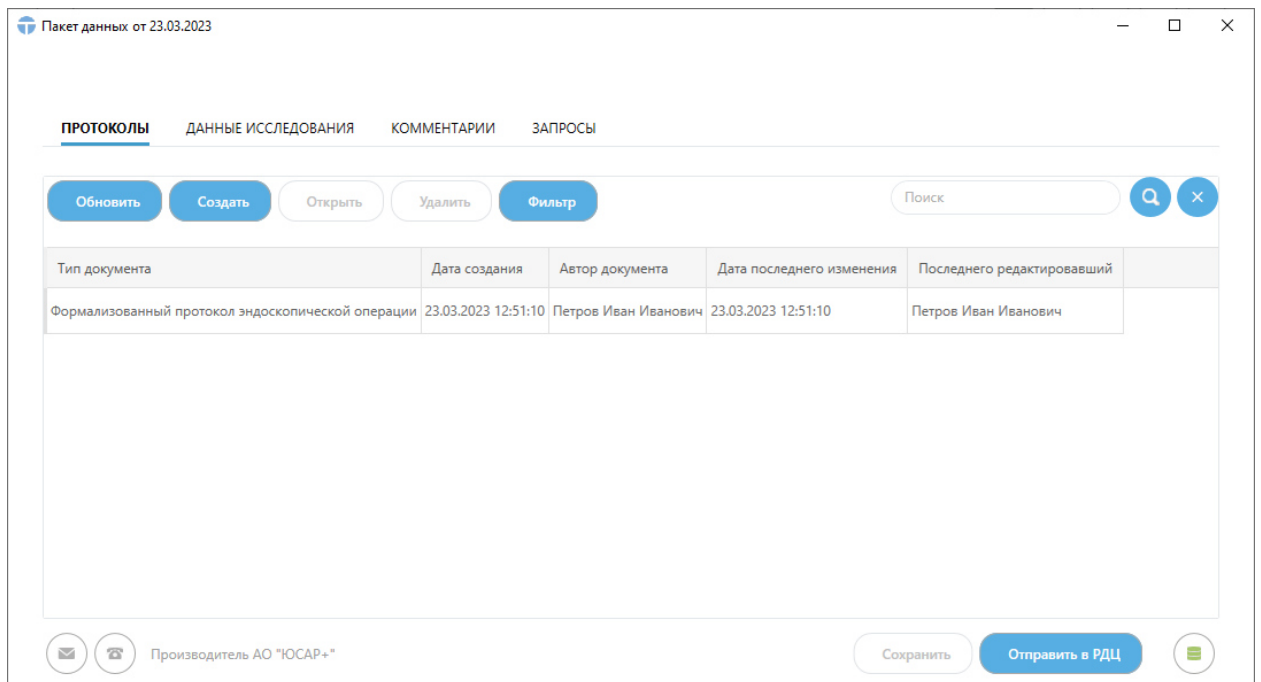 Пакет данных от 23.03.2023
ПРОТОКОЛЫ ДАННЫЕ ИССЛЕДОВАНИЯ КОММЕНТАРИИ ЗАПРОСЫ
Обновить Создать Открыть Удалить Фильтр Поиск
Тип документа Дата создания Автор документа Дата последнего изменения Последнего редактировавший
Формализованный протокол эндоскопической операции 23.03.2023 12:51:10 Петров Иван Иванович 23.03.2023 12:51:10 Петров Иван Иванович
Производитель АО "ЮСАР+" Сохранить Отправить в РДЦ